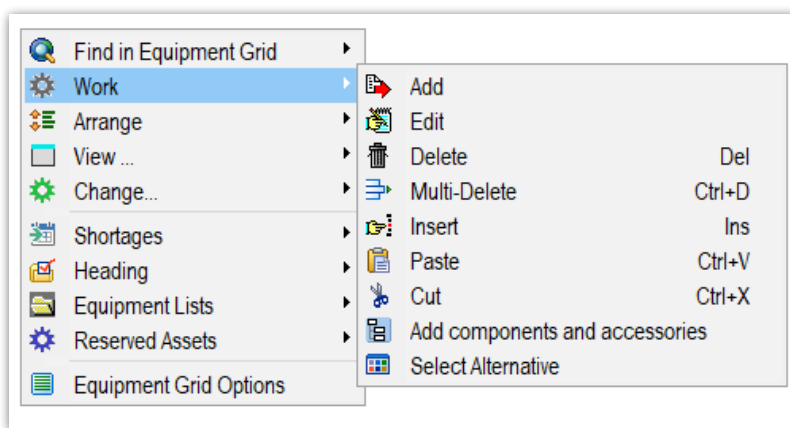 Find in Equipment Grid
Work
Arrange
View ...
Change...
Shortages
Heading
Equipment Lists
Reserved Assets
Equipment Grid Options
Add
Edit
Delete Del
Multi-Delete Ctrl+D
Insert Ins
Paste Ctrl+V
Cut Ctrl+X
Add components and accessories
Select Alternative